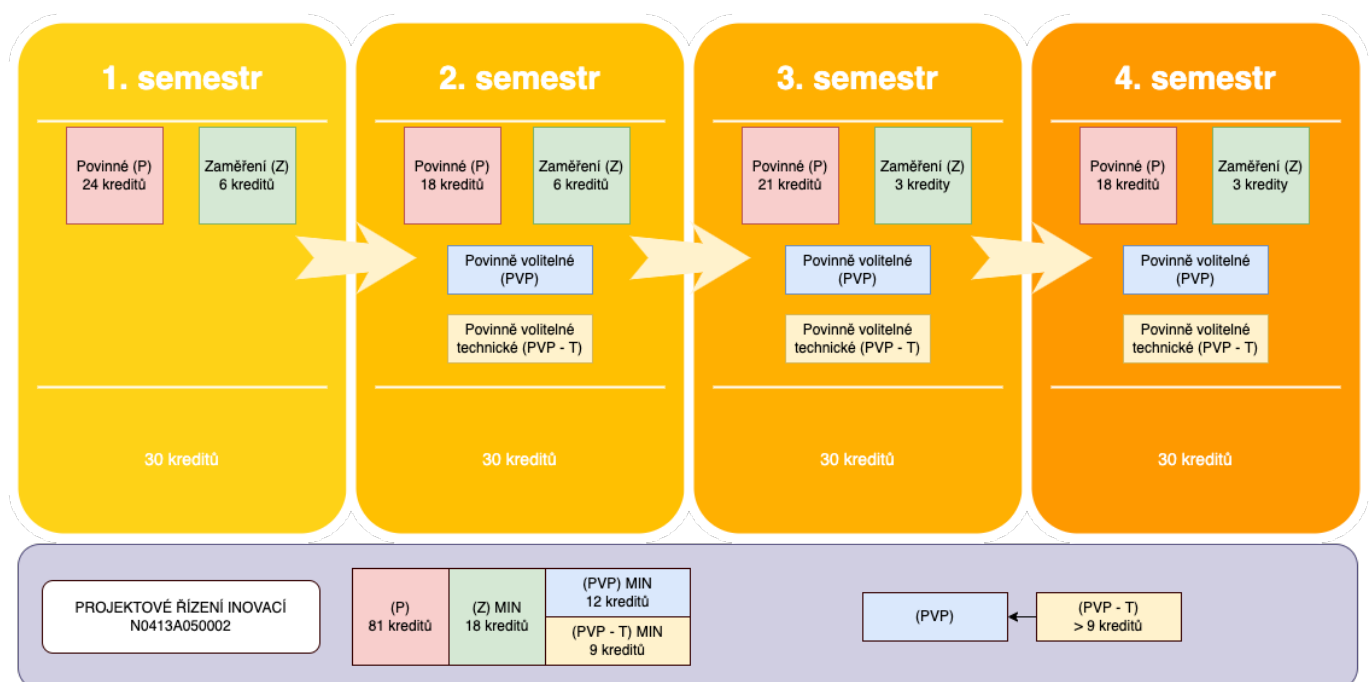 1. semestr
Povinné (P)
24 kreditů
Zaměření (Z)
6 kreditů
30 kreditů
2. semestr
Povinné (P)
18 kreditů
Zaměření (Z)
6 kreditů
Povinně volitelné
(PVP)
Povinně volitelné
technické (PVP - T)
30 kreditů
3. semestr
Povinné (P)
21 kreditů
Zaměření (Z)
3 kredity
Povinně volitelné
(PVP)
Povinně volitelné
technické (PVP - T)
30 kreditů
4. semestr
Povinné (P)
18 kreditů
Zaměření (Z)
3 kredity
Povinně volitelné
(PVP)
Povinně volitelné
technické (PVP - T)
30 kreditů
PROJEKTOVÉ ŘÍZENÍ INOVACÍ
N0413A050002
(P)
81 kreditů
(Z) MIN
18 kreditů
(PVP) MIN
12 kreditů
(PVP - T) MIN
9 kreditů
(PVP)
(PVP - T)
> 9 kreditů